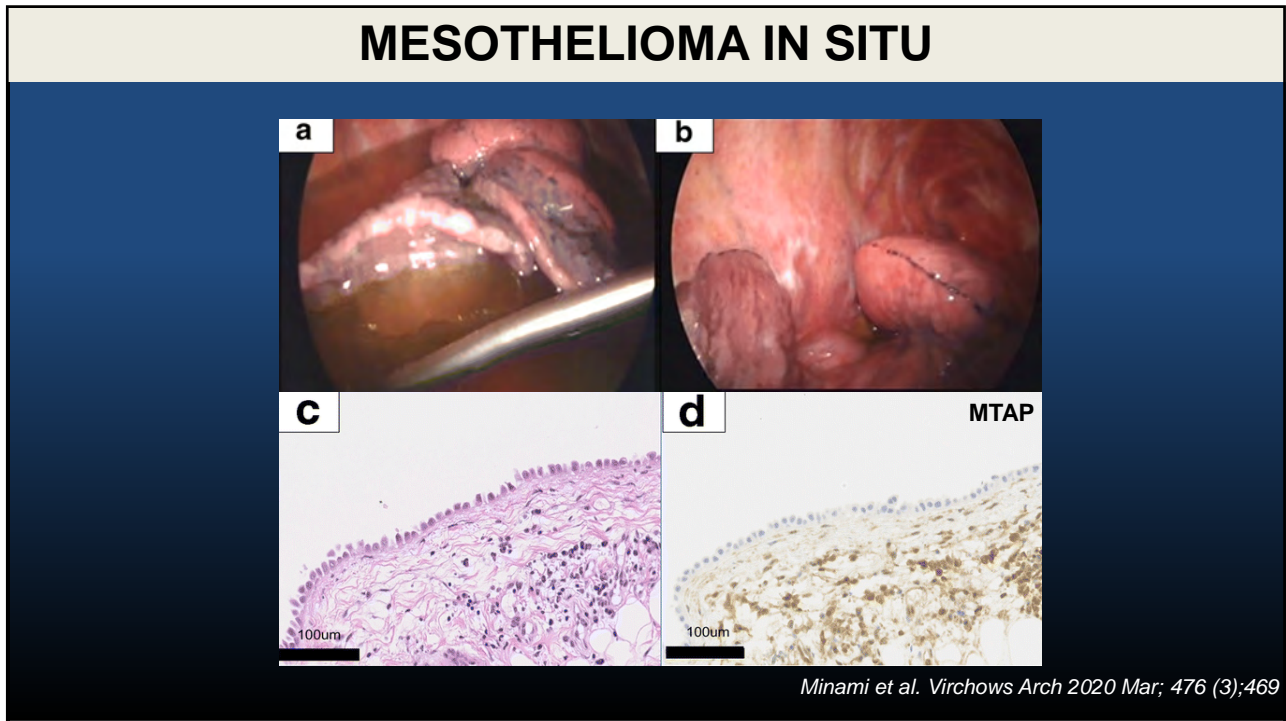 MESOTHELIOMA IN SITU
a
b
c
d
MTAP
100um
100um
Minami et al. Virchows Arch 2020 Mar; 476 (3);469